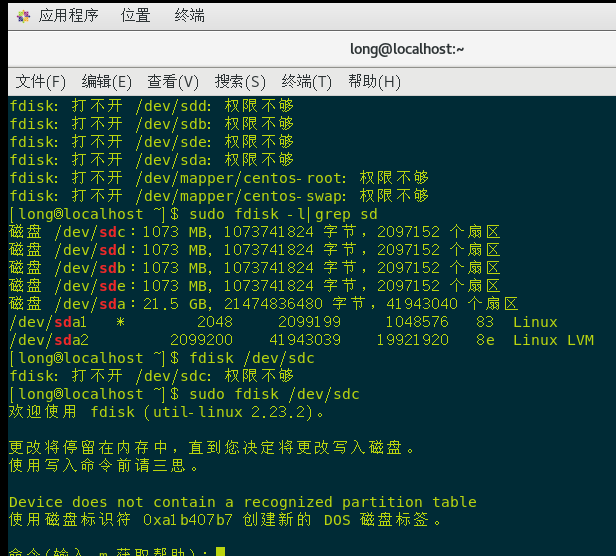 应用程序 位置 终端
long@localhost:~
文件(F) 编辑(E) 查看(V) 搜索(S) 终端(T) 帮助(H)
fdisk: 打不开 /dev/sdd: 权限不够
fdisk: 打不开 /dev/sdb: 权限不够
fdisk: 打不开 /dev/sde: 权限不够
fdisk: 打不开 /dev/sda: 权限不够
fdisk: 打不开 /dev/mapper/centos-root: 权限不够
fdisk: 打不开 /dev/mapper/centos-swap: 权限不够
[long@localhost ~]$ sudo fdisk -l|grep sd
磁盘 /dev/sdc：1073 MB, 1073741824 字节，2097152 个扇区
磁盘 /dev/sdd：1073 MB, 1073741824 字节，2097152 个扇区
磁盘 /dev/sdb：1073 MB, 1073741824 字节，2097152 个扇区
磁盘 /dev/sde：1073 MB, 1073741824 字节，2097152 个扇区
磁盘 /dev/sda：21.5 GB, 21474836480 字节，41943040 个扇区
/dev/sda1 * 2048 2099199 1048576 83 Linux
/dev/sda2 2099200 41943039 19921920 8e Linux LVM
[long@localhost ~]$ fdisk /dev/sdc
fdisk: 打不开 /dev/sdc: 权限不够
[long@localhost ~]$ sudo fdisk /dev/sdc
欢迎使用 fdisk (util-linux 2.23.2)。
更改将停留在内存中，直到您决定将更改写入磁盘。
使用写入命令前请三思。
Device does not contain a recognized partition table
使用磁盘标识符 0xa1b407b7 创建新的 DOS 磁盘标签。
命令(输入 m 获取帮助)：